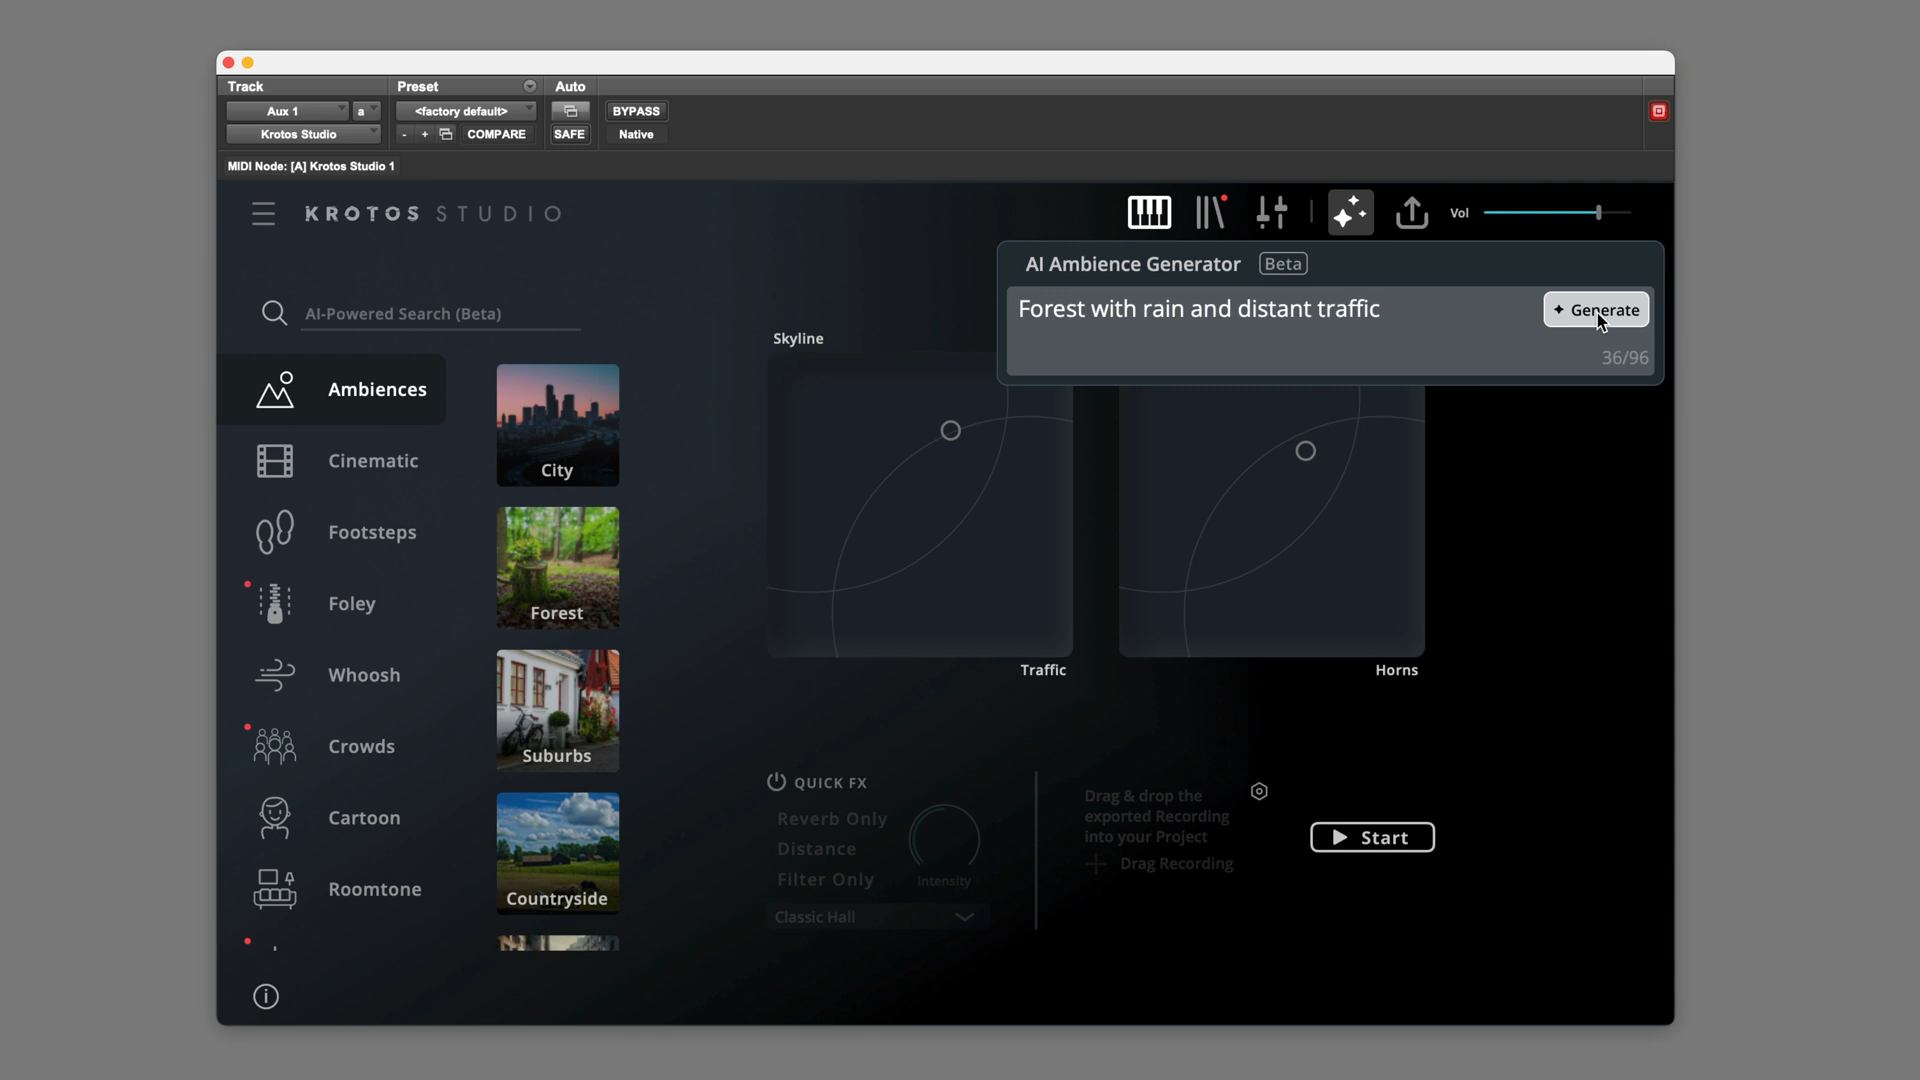 Track
Preset
Auto
Aux 1
a
<factory default>
BYPASS
Krotos Studio
- + COMPARE
SAFE
Native
MIDI Node: [A] Krotos Studio 1
KROTOS STUDIO
Vol
AI Ambience Generator Beta
Forest with rain and distant traffic
Generate
36/96
AI-Powered Search (Beta)
Ambiences
Cinematic
Footsteps
Foley
Whoosh
Crowds
Cartoon
Roomtone
City
Forest
Suburbs
Countryside
Skyline
Traffic
Horns
QUICK FX
Reverb Only
Distance
Filter Only
Intensity
Classic Hall
Drag & drop the
exported Recording
into your Project
Drag Recording
Start